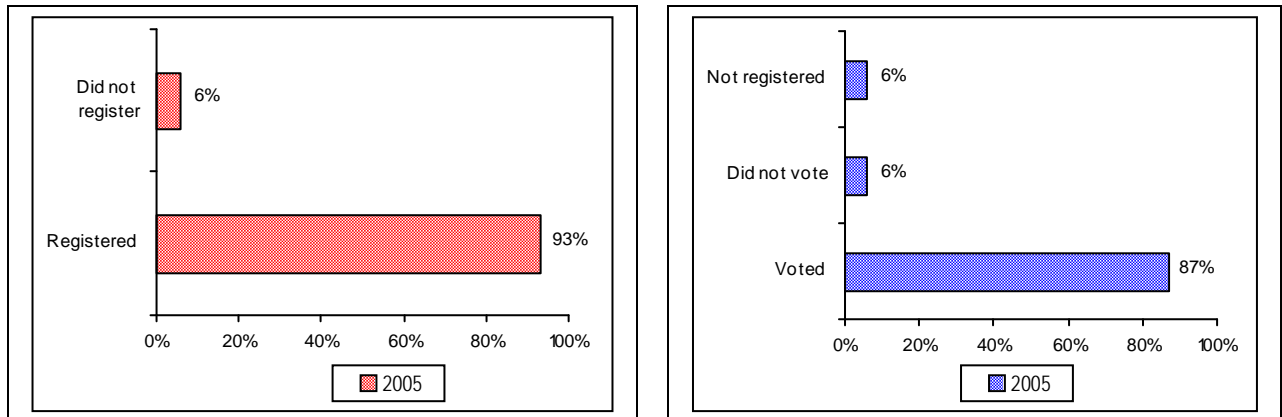 Did not
register
6%
Registered
93%
0% 20% 40% 60% 80% 100%
2005
Not registered
6%
Did not vote
6%
Voted
87%
0% 20% 40% 60% 80% 100%
2005